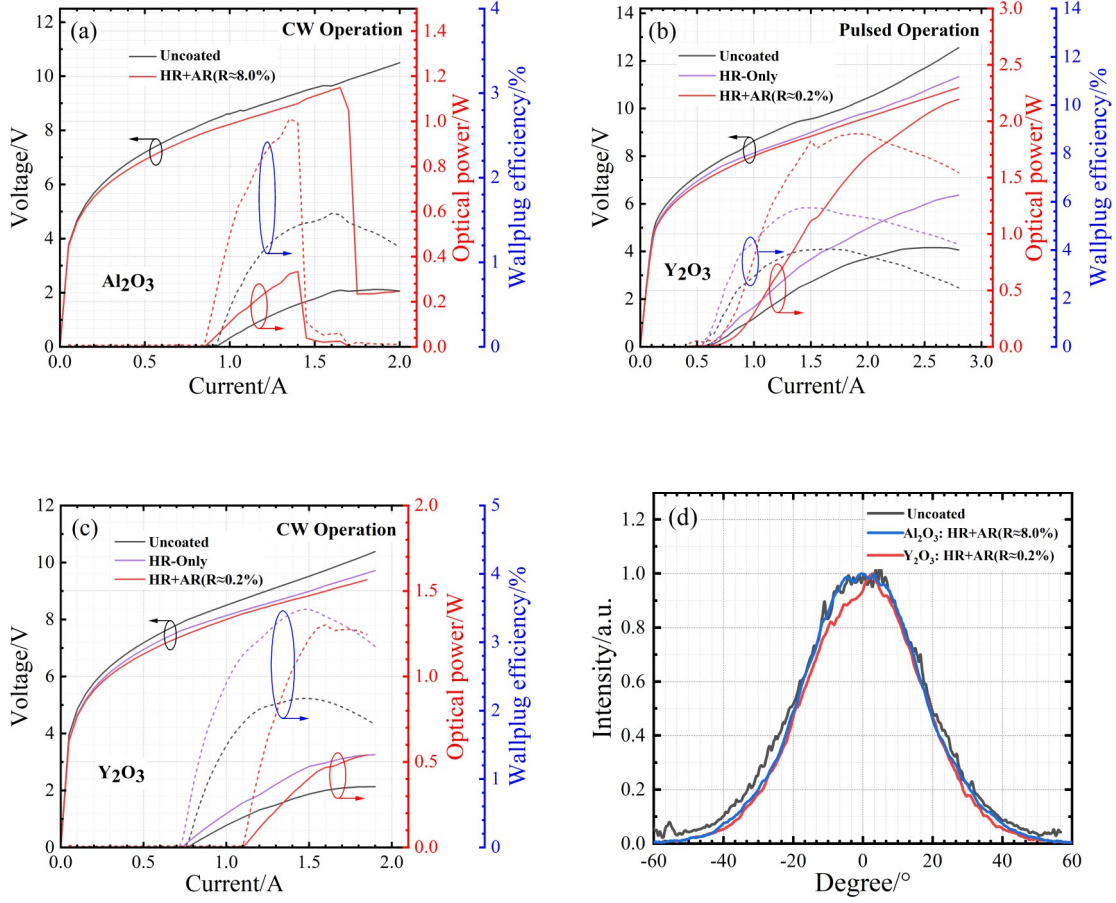 (a)
CW Operation
Uncoated
HR+AR(R≈8.0%)
Al₂O₃
Voltage/V
12
10
8
6
4
2
0
0.0 0.5 1.0 1.5 2.0
Current/A
1.5
1.4
1.2
1.0
0.8
0.6
0.4
0.2
0.0
Optical power/W
4
3
2
1
0
Wallplug efficiency/%
(b)
Pulsed Operation
Uncoated
HR-Only
HR+AR(R≈0.2%)
Y₂O₃
Voltage/V
14
12
10
8
6
4
2
0
0.0 0.5 1.0 1.5 2.0 2.5 3.0
Current/A
3.0
2.5
2.0
1.5
1.0
0.5
0.0
Optical power/W
14
12
10
8
6
4
2
0
Wallplug efficiency/%
(c)
CW Operation
Uncoated
HR-Only
HR+AR(R≈0.2%)
Y₂O₃
Voltage/V
12
10
8
6
4
2
0
0.0 0.5 1.0 1.5 2.0
Current/A
2.0
1.5
1.0
0.5
0.0
Optical power/W
5
4
3
2
1
0
Wallplug efficiency/%
(d)
Uncoated
Al₂O₃: HR+AR(R≈8.0%)
Y₂O₃: HR+AR(R≈0.2%)
Intensity/a.u.
1.2
1.0
0.8
0.6
0.4
0.2
0.0
-60 -40 -20 0 20 40 60
Degree/°